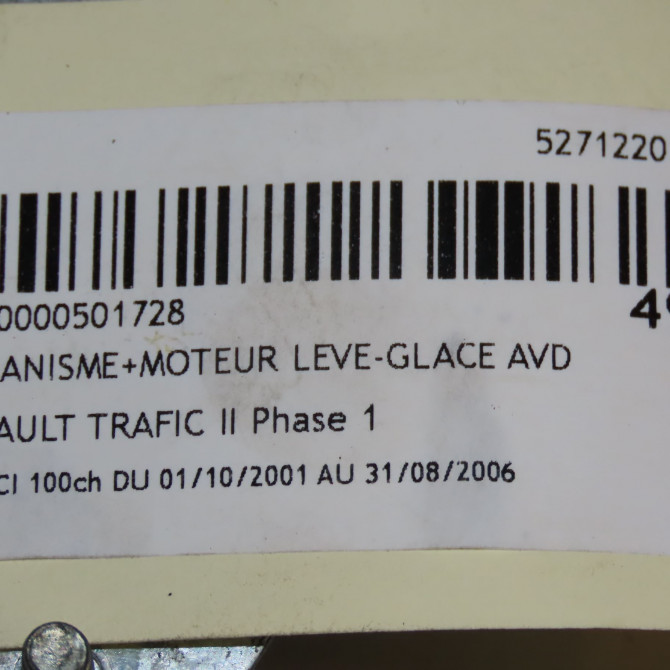 5271220
0000501728
4
ANISME+MOTEUR LEVE-GLACE AVD
AULT TRAFIC II Phase 1
CI 100ch DU 01/10/2001 AU 31/08/2006